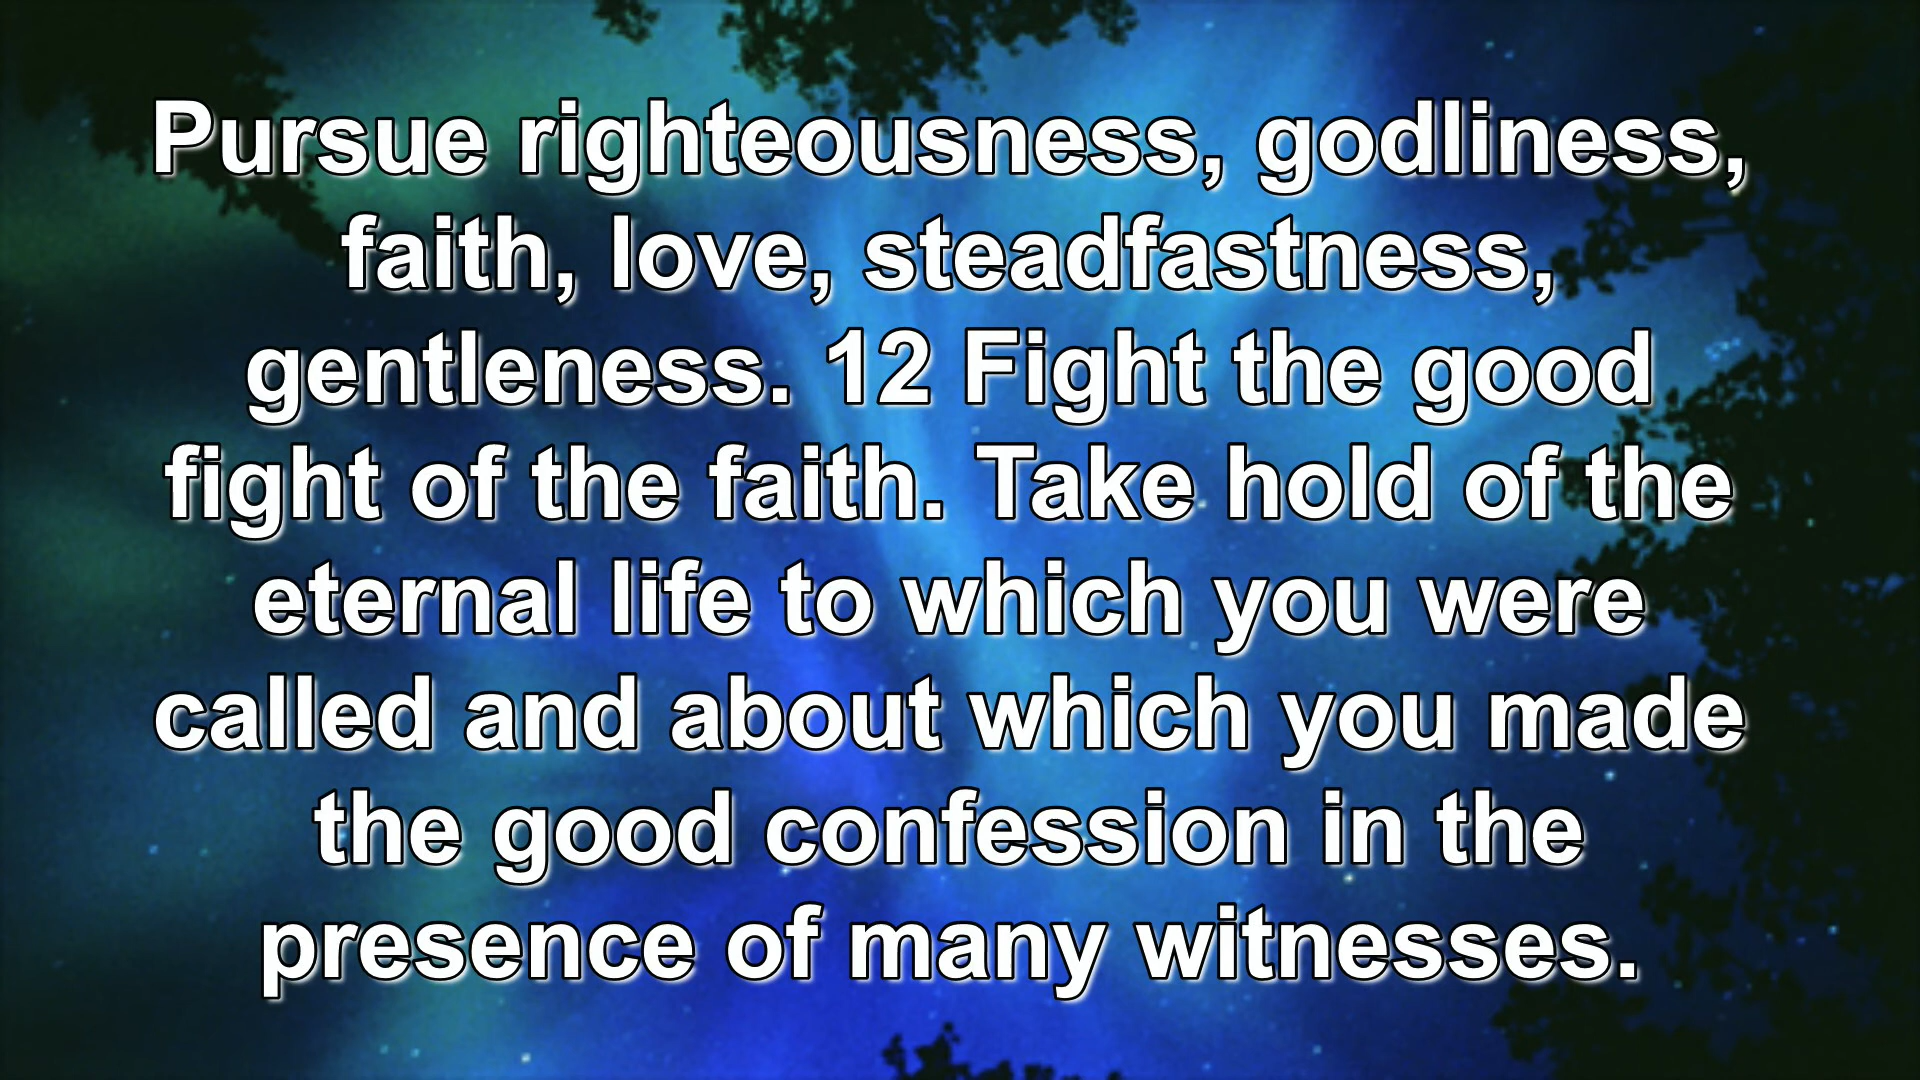 Pursue righteousness, godliness,
faith, love, steadfastness,
gentleness. 12 Fight the good
fight of the faith. Take hold of the
eternal life to which you were
called and about which you made
the good confession in the
presence of many witnesses.